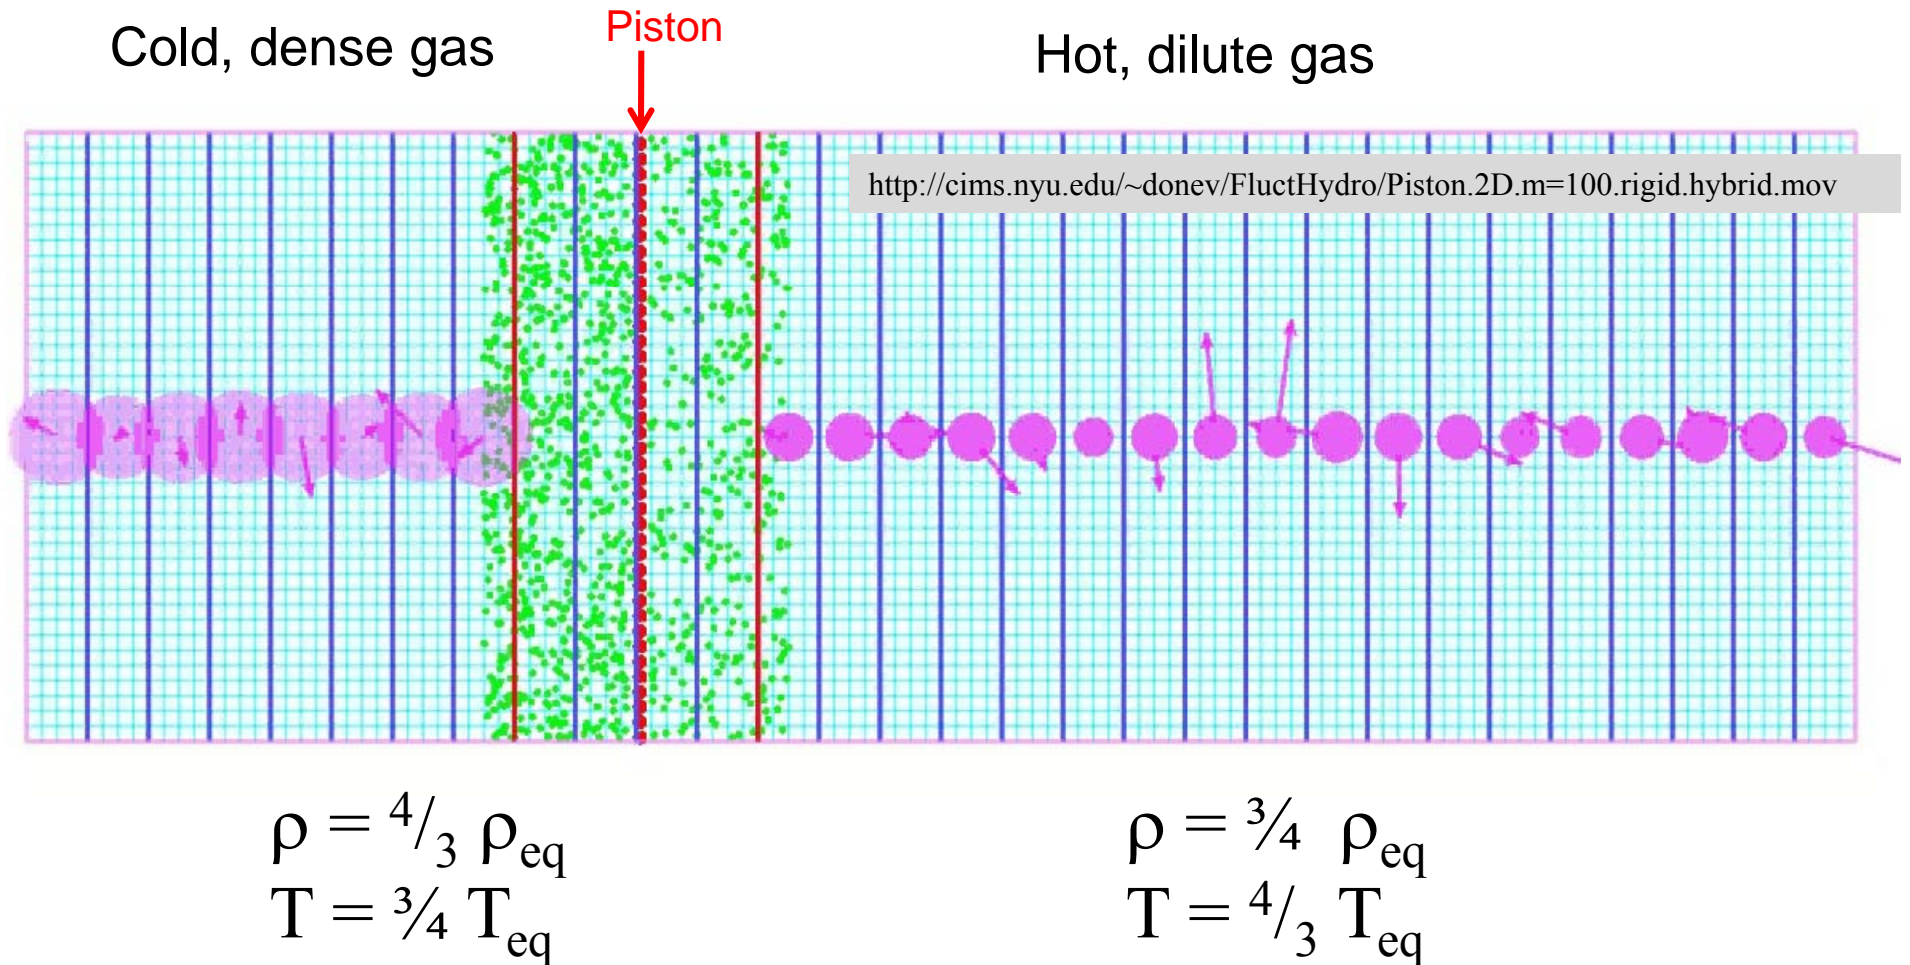 Cold, dense gas
Piston
Hot, dilute gas
http://cims.nyu.edu/~donev/FluctHydro/Piston.2D.m=100.rigid.hybrid.mov
ρ = 4/3 ρeq
T = ¾ Teq
ρ = ¾ ρeq
T = 4/3 Teq